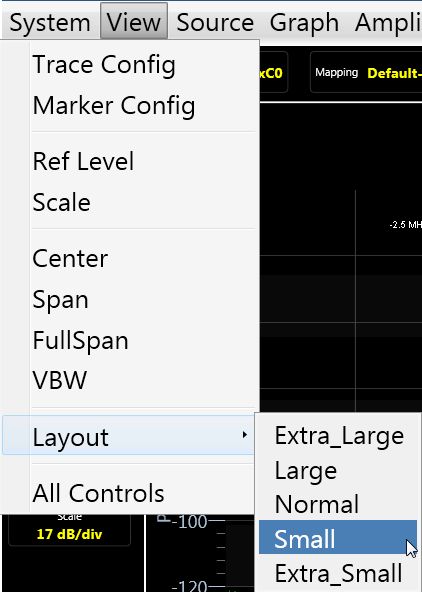 System View Source Graph Ampli
Trace Config
xC0 Mapping Default-
Marker Config
Ref Level
Scale
-2.5 MH
Center
Span
FullSpan
VBW
Layout
Extra_Large
Large
Normal
Small
Extra_Small
All Controls
Scale
17 dB/div
-100
-120